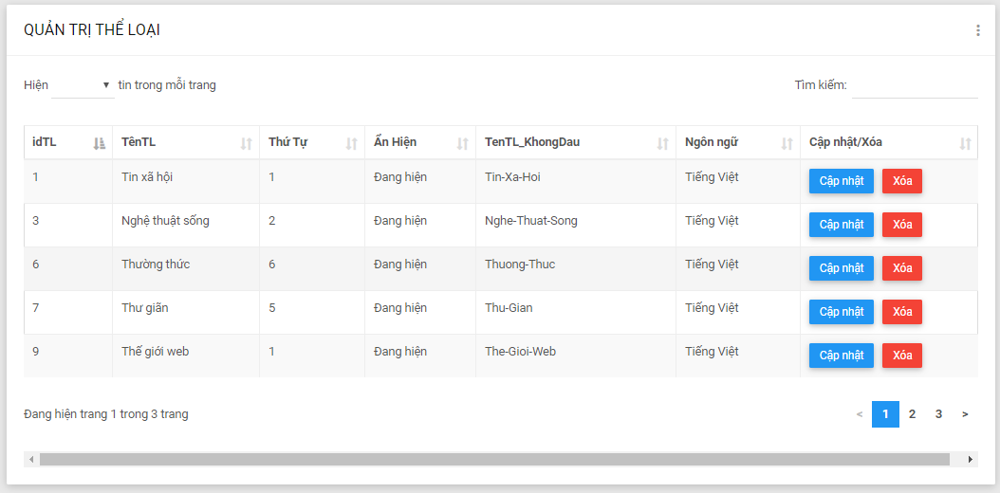 QUẢN TRỊ THỂ LOẠI
Hiện tin trong mỗi trang Tìm kiếm:
idTL TênTL Thứ Tự Ẩn Hiện TenTL_KhongDau Ngôn ngữ Cập nhật/Xóa
1 Tin xã hội 1 Đang hiện Tin-Xa-Hoi Tiếng Việt Cập nhật Xóa
3 Nghệ thuật sống 2 Đang hiện Nghe-Thuat-Song Tiếng Việt Cập nhật Xóa
6 Thường thức 6 Đang hiện Thuong-Thuc Tiếng Việt Cập nhật Xóa
7 Thư giãn 5 Đang hiện Thu-Gian Tiếng Việt Cập nhật Xóa
9 Thế giới web 1 Đang hiện The-Gioi-Web Tiếng Việt Cập nhật Xóa
Đang hiện trang 1 trong 3 trang < 1 2 3 >